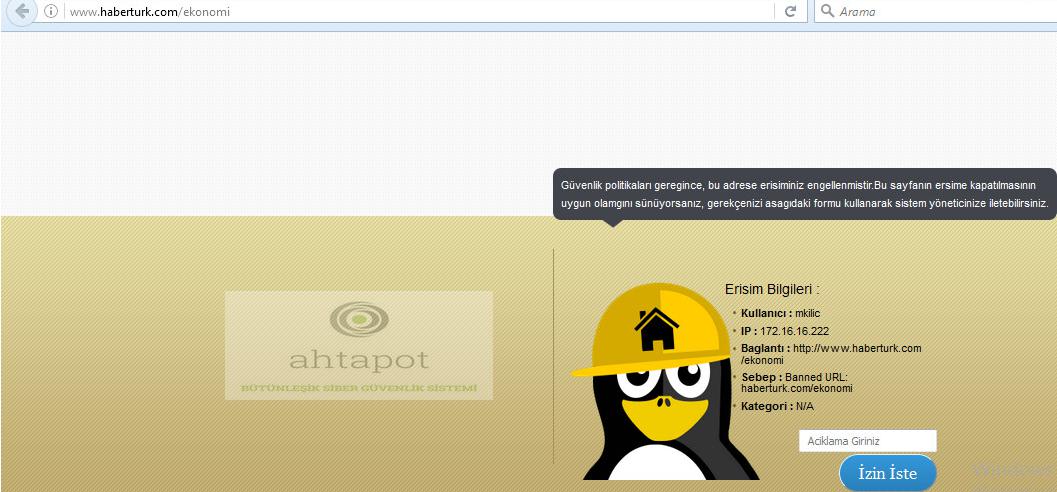 www.haberturk.com/ekonomi
Arama
Güvenlik politikaları geregince, bu adrese erisiminiz engellenmistir.Bu sayfanın ersime kapatılmasının
uygun olamgını sünüyorsanız, gerekçenizi asagıdaki formu kullanarak sistem yöneticinize iletebilirsiniz.
ahtapot
BÜTÜNLEŞİK SİBER GÜVENLİK SİSTEMİ
Erisim Bilgileri :
Kullanıcı : mkilic
IP : 172.16.16.222
Baglantı : http://www.haberturk.com
/ekonomi
Sebep : Banned URL:
haberturk.com/ekonomi
Kategori : N/A
Aciklama Giriniz
İzin İste